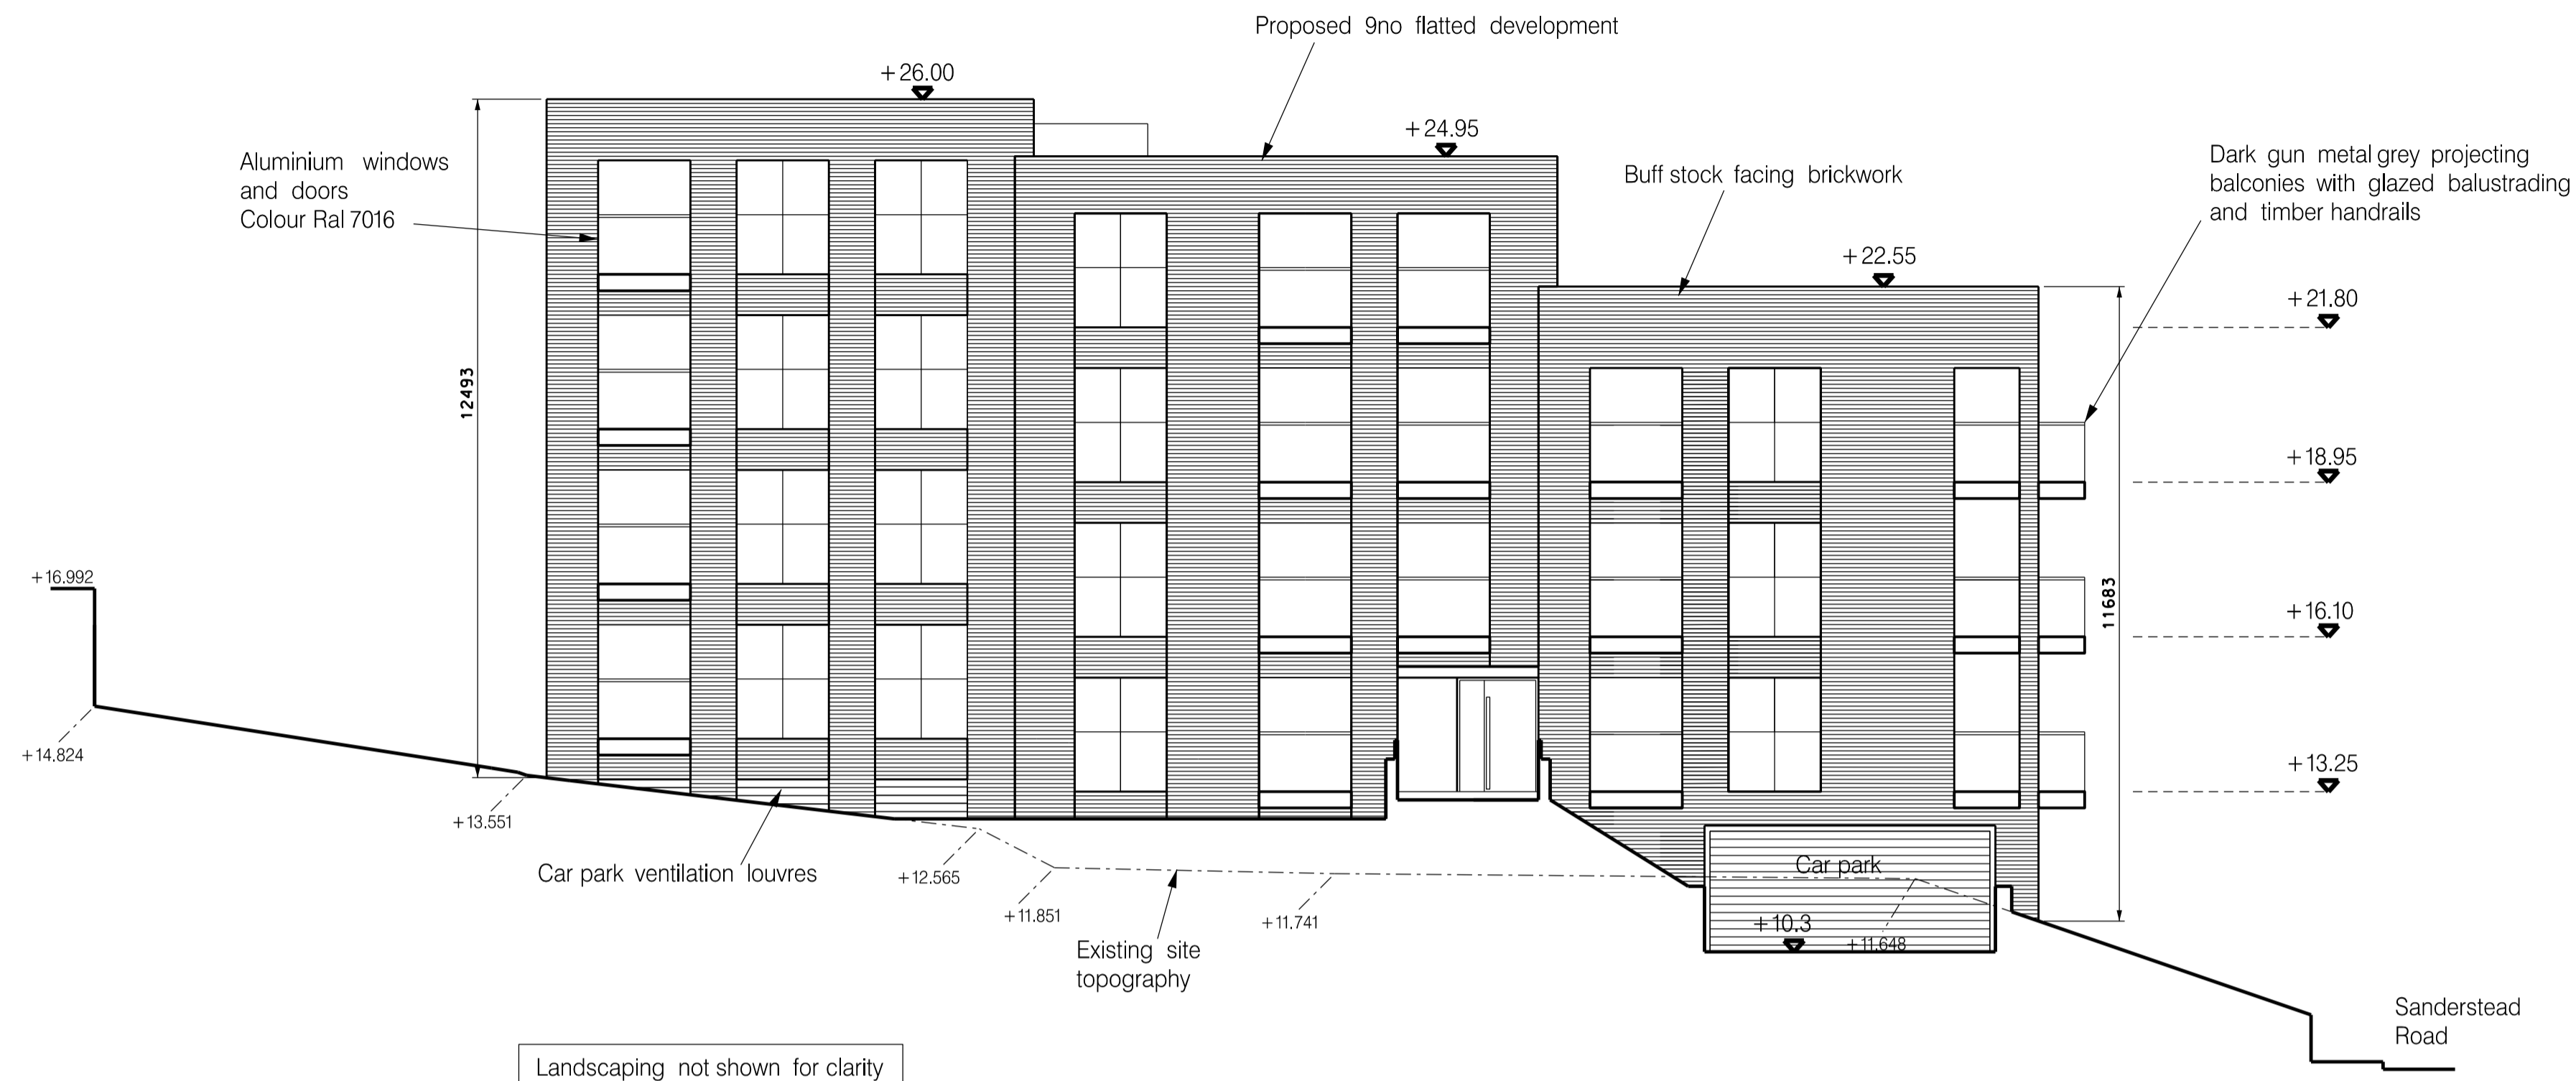 Proposed 9no flatted development
+26.00
+24.95
Aluminium windows
and doors
Colour Ral 7016
Buff stock facing brickwork
Dark gun metal grey projecting
balconies with glazed balustrading
and timber handrails
+22.55
+21.80
12493
+18.95
+16.992
11683
+16.10
+14.824
+13.25
+13.551
Car park ventilation louvres
+12.565
Car park
+11.851
+11.741
+10.3
+11.648
Existing site
topography
Sanderstead
Road
Landscaping not shown for clarity